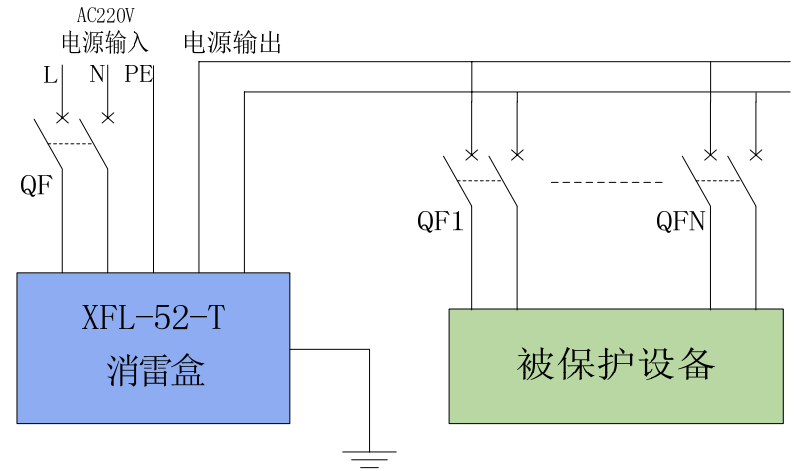 AC220V
电源输入
电源输出
L N PE
QF
QF1
QFN
XFL-52-T
消雷盒
被保护设备